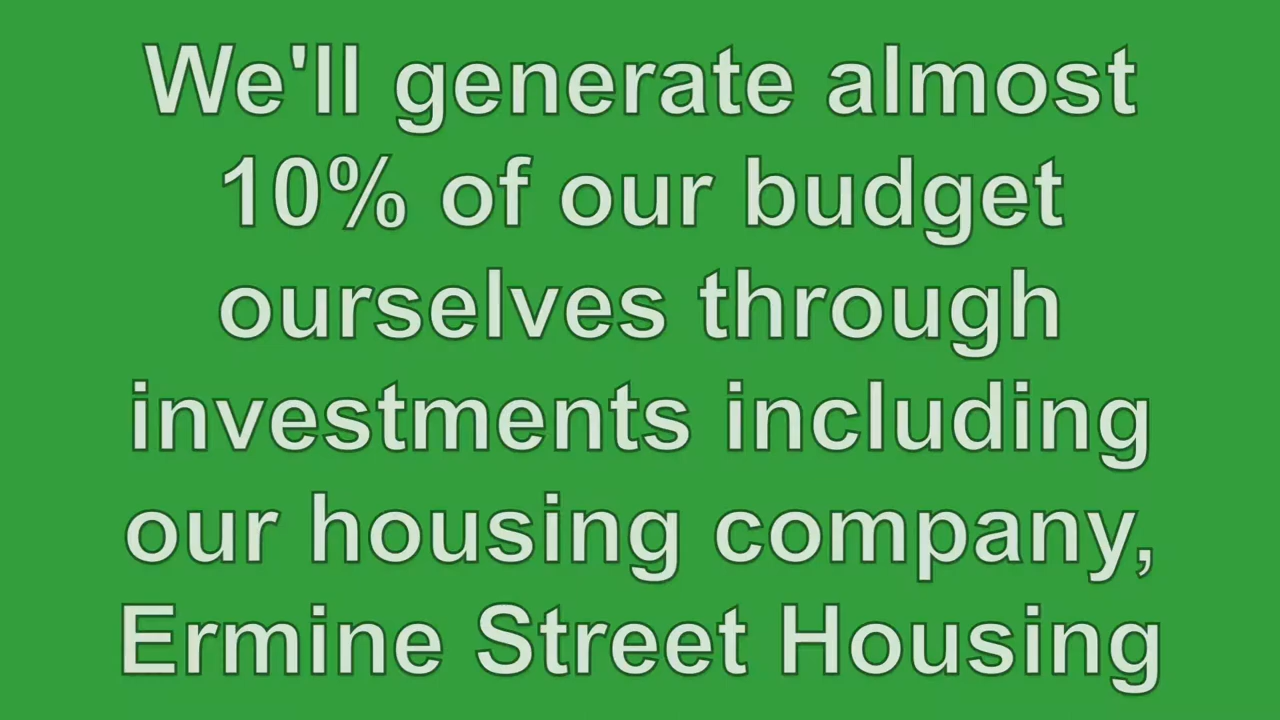 We'll generate almost
10% of our budget
ourselves through
investments including
our housing company,
Ermine Street Housing